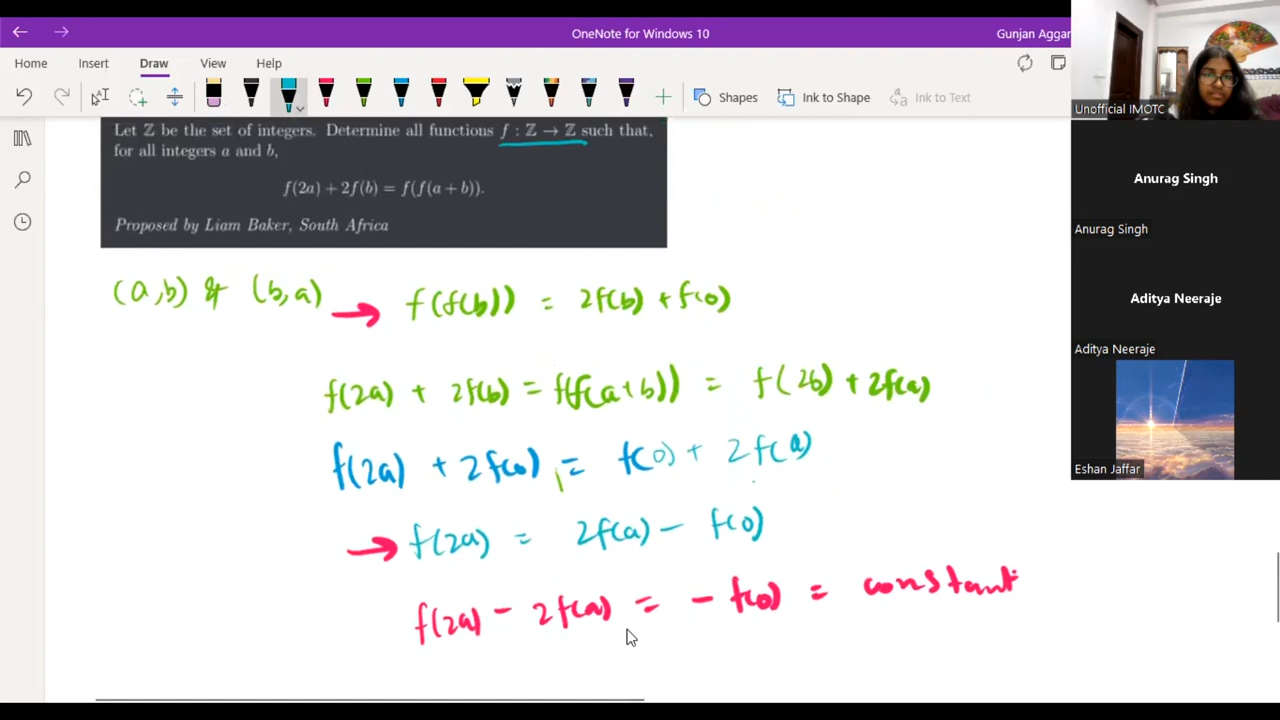 OneNote for Windows 10
Gunjan Aggar
Home Insert Draw View Help
Shapes Ink to Shape Ink to Text
Let ℤ be the set of integers. Determine all functions f : ℤ → ℤ such that,
for all integers a and b,
f(2a) + 2f(b) = f(f(a + b)).
Proposed by Liam Baker, South Africa
(a,b) & (b,a) → f(f(b)) = 2f(b) + f(0)
f(2a) + 2f(b) = f(f(a+b)) = f(2b) + 2f(a)
f(2a) + 2f(0) = f(0) + 2f(a)
→ f(2a) = 2f(a) - f(0)
f(2a) - 2f(a) = - f(0) = constant
Unofficial IMOTC
Anurag Singh
Anurag Singh
Aditya Neeraje
Aditya Neeraje
Eshan Jaffar